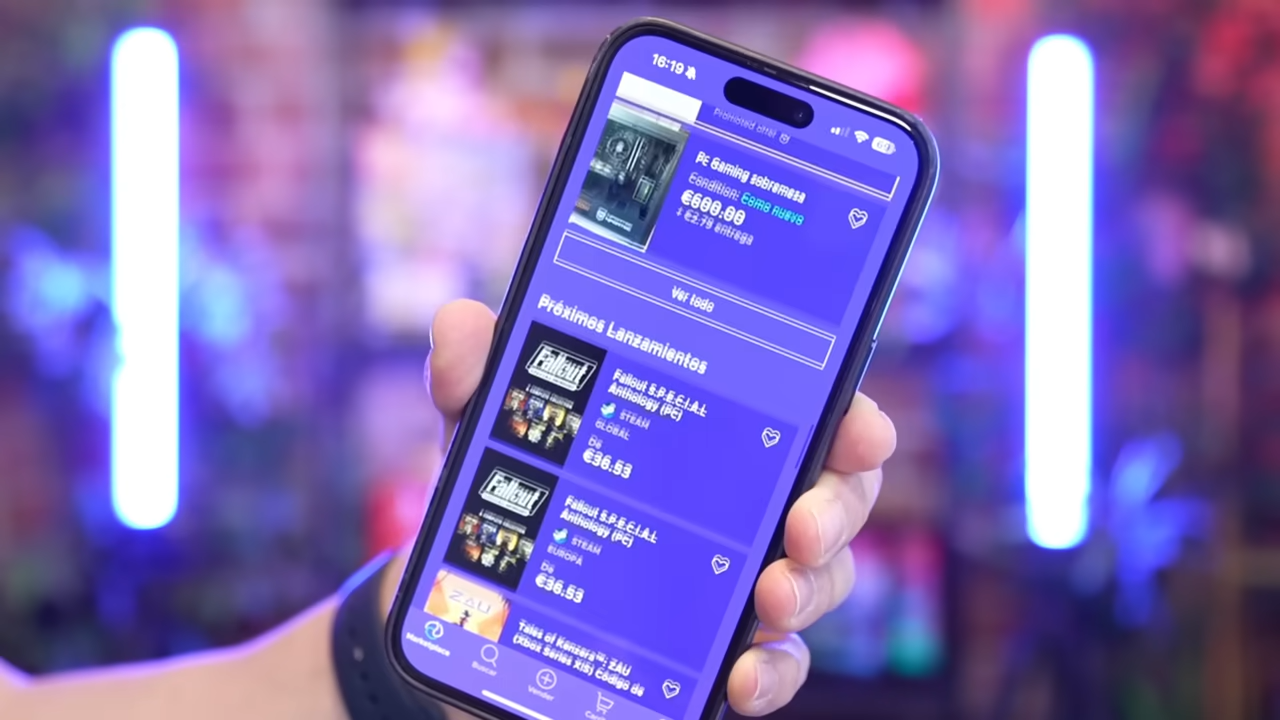 16:19
Promoted offer
Pc Gaming sobremesa
Condition: Como nuevo
€600.00
+ €2.79 entrega
Ver todo
Próximos Lanzamientos
Fallout
Fallout S.P.E.C.I.A.L
Anthology (PC)
STEAM
GLOBAL
De
€36.53
Fallout
Fallout S.P.E.C.I.A.L
Anthology (PC)
STEAM
EUROPA
De
€36.53
ZAU
Tales of Kenzera™: ZAU
(Xbox Series X|S) Código de
Marketplace
Buscar
Vender